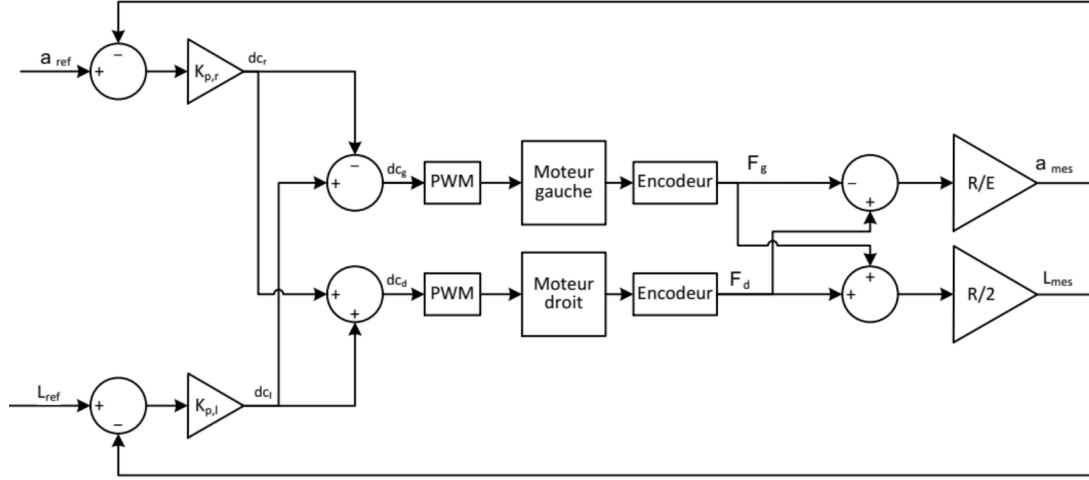 a ref
−
+
K p,r
dc r
−
+
dc g
PWM
Moteur
gauche
Encodeur
F g
−
+
R/E
a mes
+
+
dc d
PWM
Moteur
droit
Encodeur
F d
+
+
R/2
L mes
L ref
+
−
K p,l
dc l